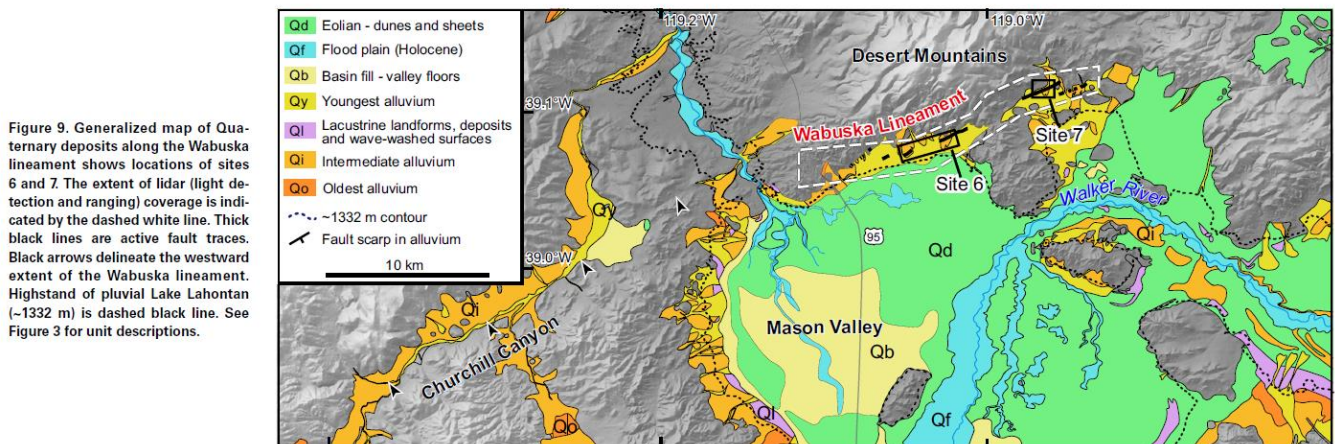 Figure 9. Generalized map of Qua-
ternary deposits along the Wabuska
lineament shows locations of sites
6 and 7. The extent of lidar (light de-
tection and ranging) coverage is indi-
cated by the dashed white line. Thick
black lines are active fault traces.
Black arrows delineate the westward
extent of the Wabuska lineament.
Highstand of pluvial Lake Lahontan
(~1332 m) is dashed black line. See
Figure 3 for unit descriptions.
Qd Eolian - dunes and sheets
Qf Flood plain (Holocene)
Qb Basin fill - valley floors
Qy Youngest alluvium
Ql Lacustrine landforms, deposits
and wave-washed surfaces
Qi Intermediate alluvium
Qo Oldest alluvium
~1332 m contour
Fault scarp in alluvium
10 km
119.2°W
119.0°W
39.1°W
39.0°W
Desert Mountains
Wabuska Lineament
Site 7
Site 6
Walker River
95
Qy
Qd
Qi
Qi
Churchill Canyon
Mason Valley
Qb
Ql
Qo
Qf